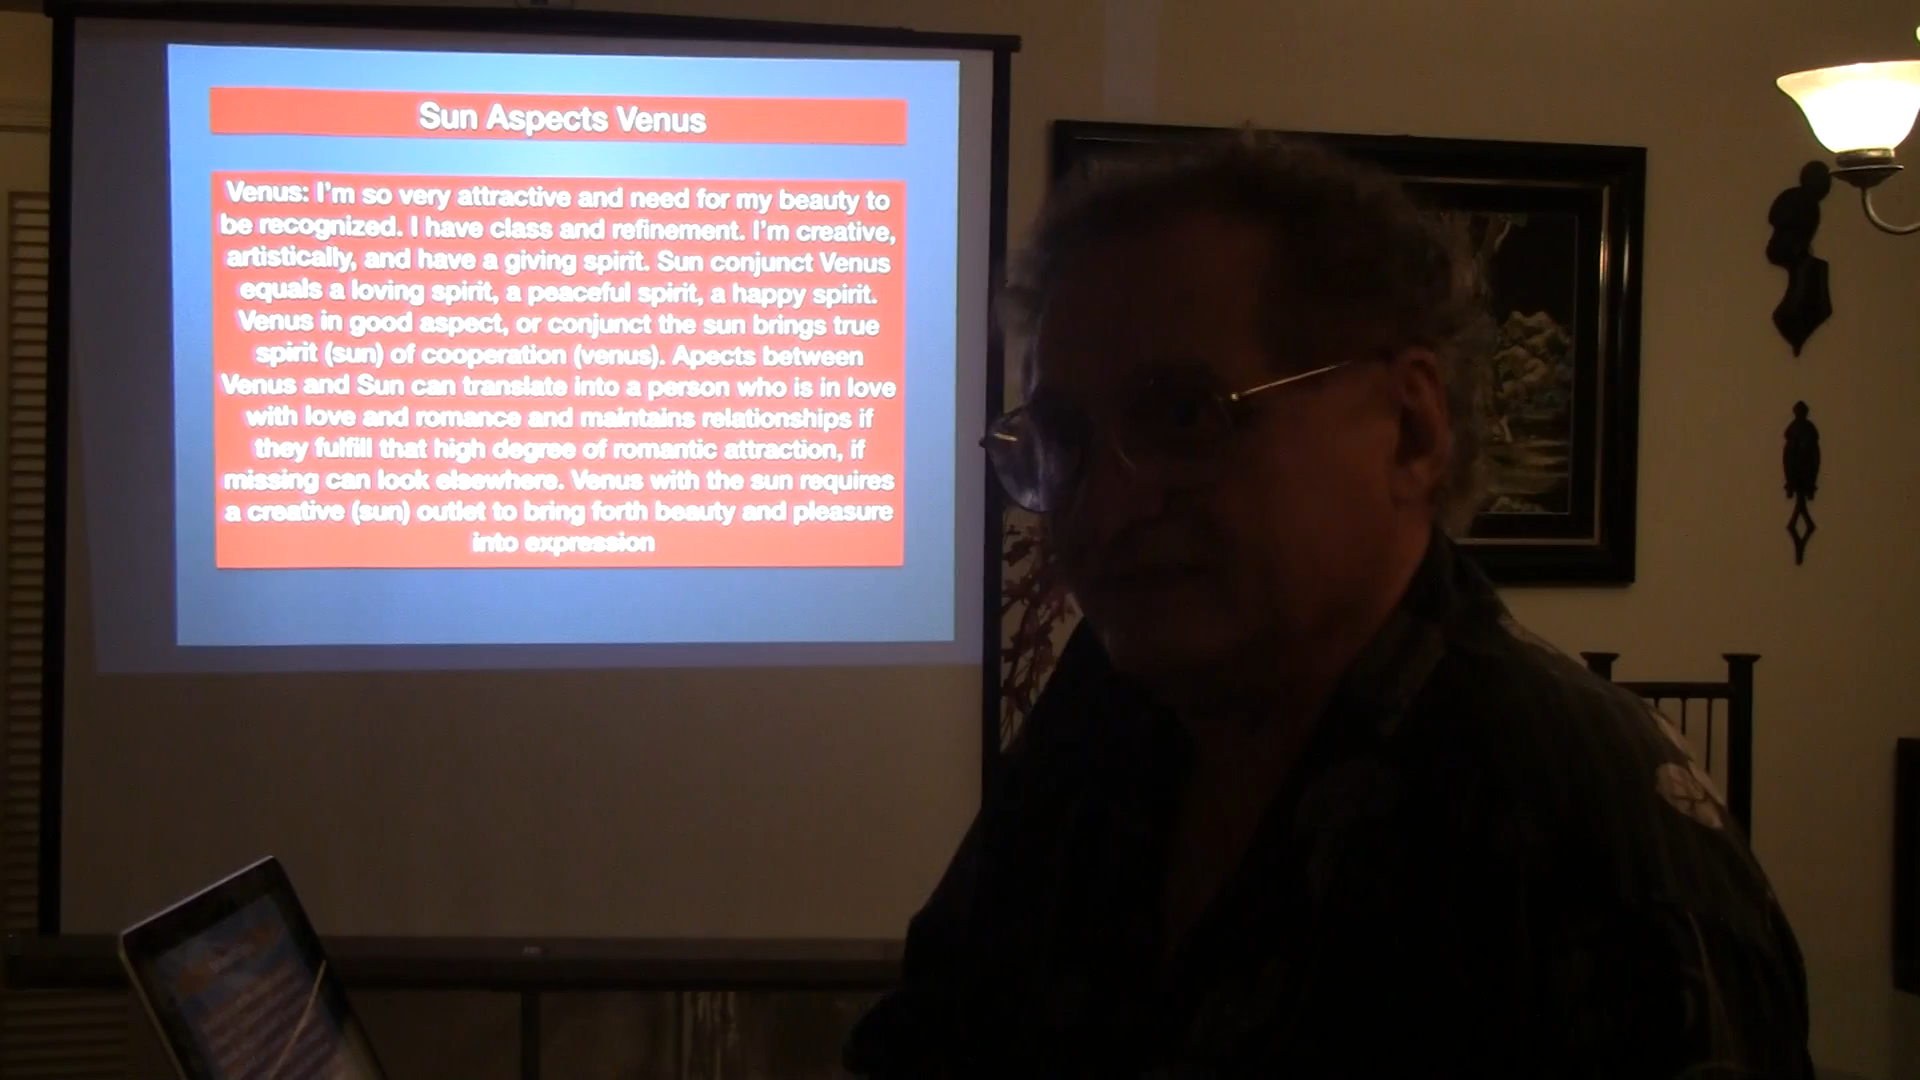 Sun Aspects Venus
Venus: I'm so very attractive and need for my beauty to
be recognized. I have class and refinement. I'm creative,
artistically, and have a giving spirit. Sun conjunct Venus
equals a loving spirit, a peaceful spirit, a happy spirit.
Venus in good aspect, or conjunct the sun brings true
spirit (sun) of cooperation (venus). Apects between
Venus and Sun can translate into a person who is in love
with love and romance and maintains relationships if
they fulfill that high degree of romantic attraction, if
missing can look elsewhere. Venus with the sun requires
a creative (sun) outlet to bring forth beauty and pleasure
into expression